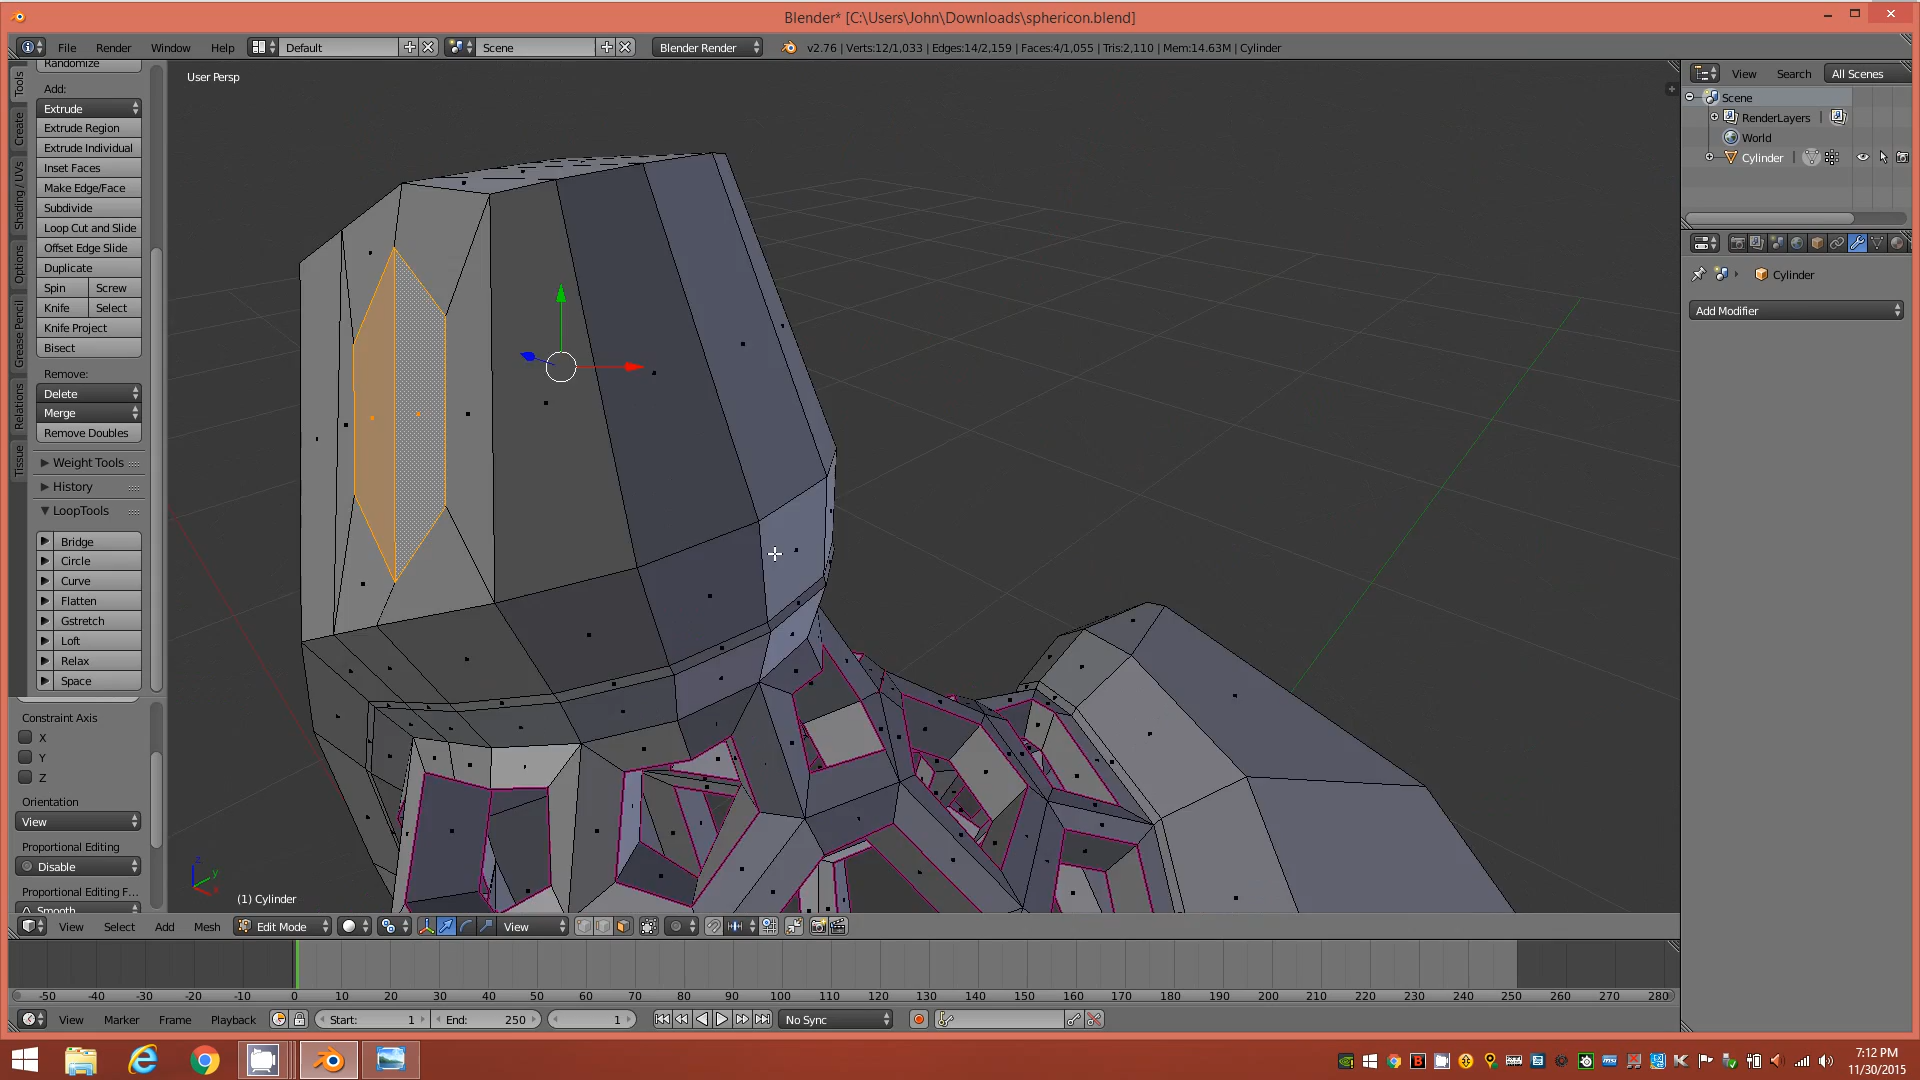 Blender* [C:\Users\John\Downloads\sphericon.blend]
File Render Window Help Default Scene Blender Render v2.76 | Verts:12/1,033 | Edges:14/2,159 | Faces:4/1,055 | Tris:2,110 | Mem:14.63M | Cylinder
Tools
Create
Shading / UVs
Options
Grease Pencil
Relations
Tissue
Randomize
Add:
Extrude
Extrude Region
Extrude Individual
Inset Faces
Make Edge/Face
Subdivide
Loop Cut and Slide
Offset Edge Slide
Duplicate
Spin Screw
Knife Select
Knife Project
Bisect
Remove:
Delete
Merge
Remove Doubles
Weight Tools
History
LoopTools
Bridge
Circle
Curve
Flatten
Gstretch
Loft
Relax
Space
Constraint Axis
X
Y
Z
Orientation
View
Proportional Editing
Disable
Proportional Editing F...
Smooth
User Persp
z
y
x
(1) Cylinder
View Search All Scenes
Scene
RenderLayers
World
Cylinder
Cylinder
Add Modifier
View Select Add Mesh Edit Mode View
-50 -40 -30 -20 -10 0 10 20 30 40 50 60 70 80 90 100 110 120 130 140 150 160 170 180 190 200 210 220 230 240 250 260 270 280
View Marker Frame Playback Start: 1 End: 250 1 No Sync
7:12 PM
11/30/2015